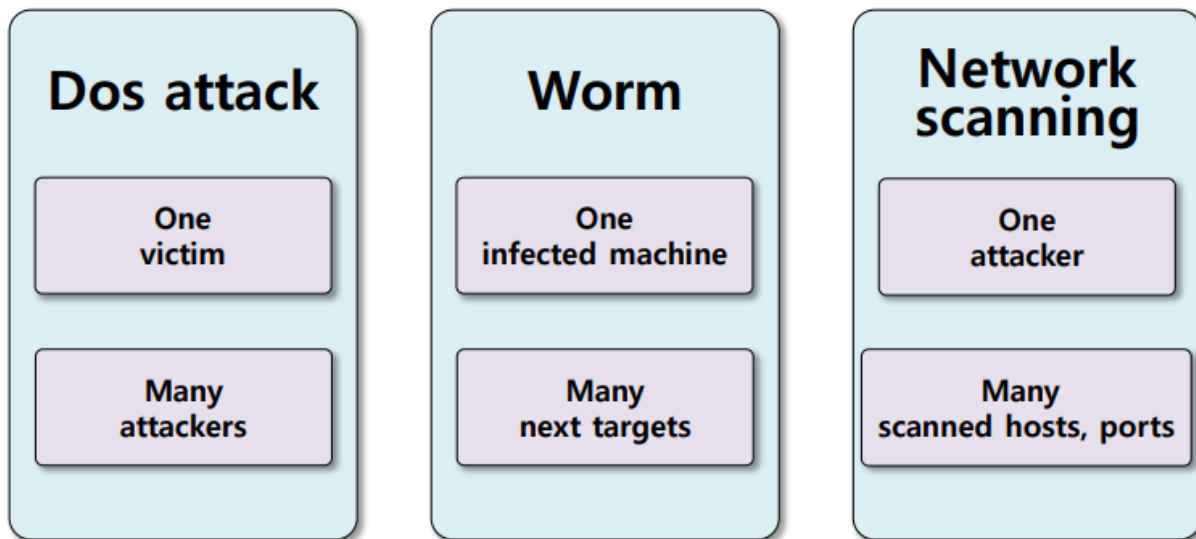 Dos attack
One
victim
Many
attackers
Worm
One
infected machine
Many
next targets
Network
scanning
One
attacker
Many
scanned hosts, ports